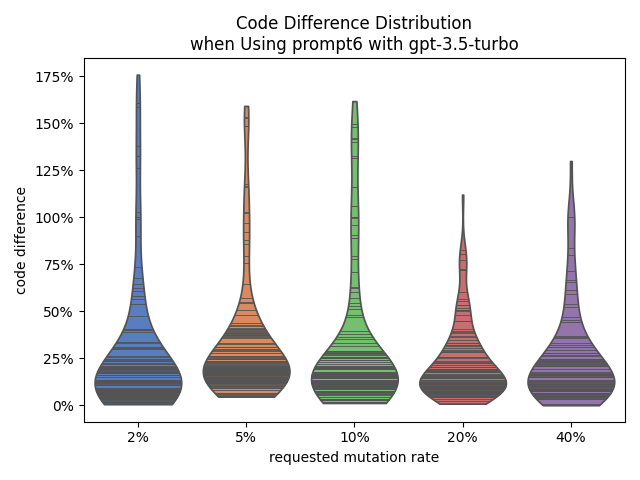 Code Difference Distribution
when Using prompt6 with gpt-3.5-turbo
175%
150%
125%
100%
75%
50%
25%
0%
code difference
2% 5% 10% 20% 40%
requested mutation rate